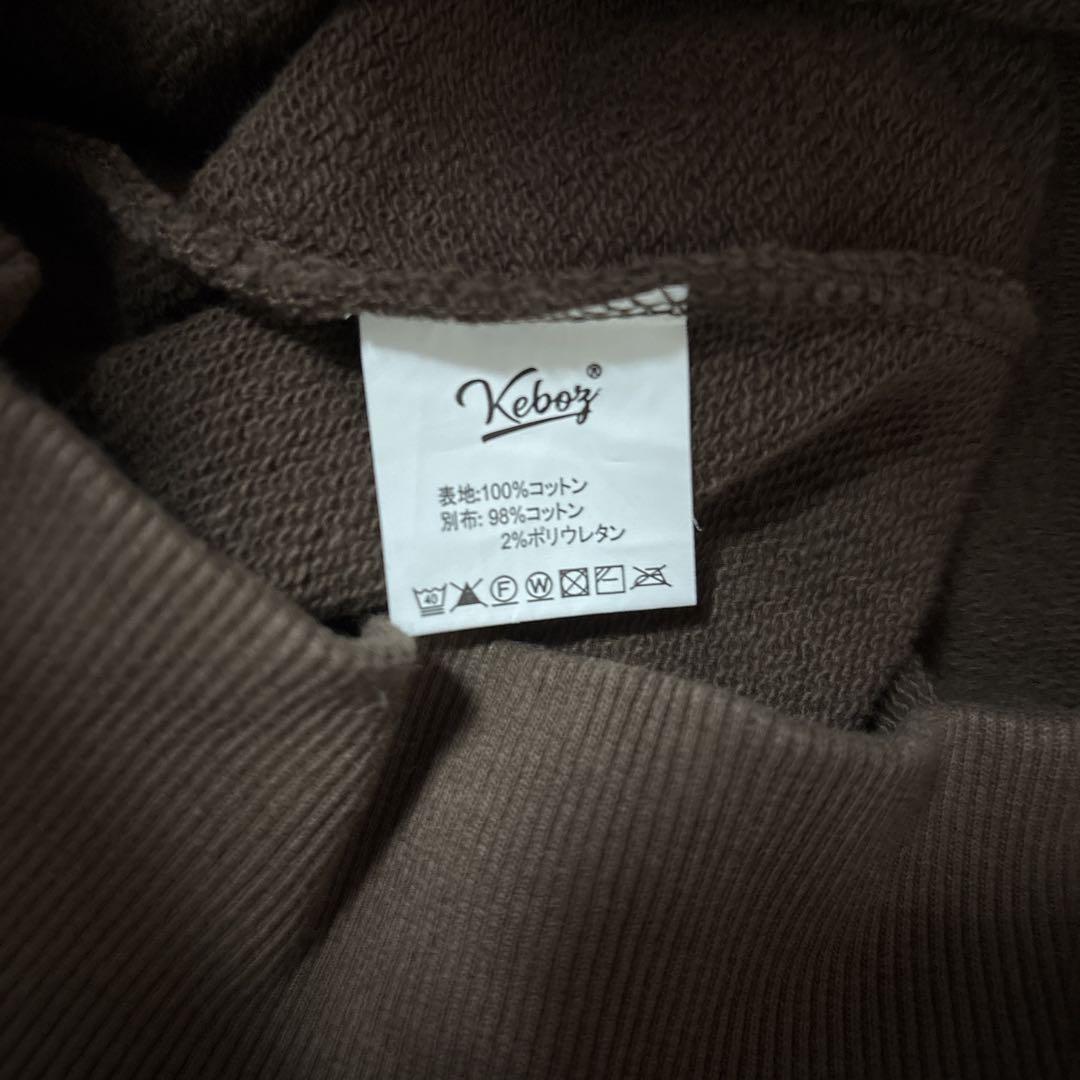 Keboz®
表地:100%コットン
別布: 98%コットン
2%ポリウレタン
40 F W